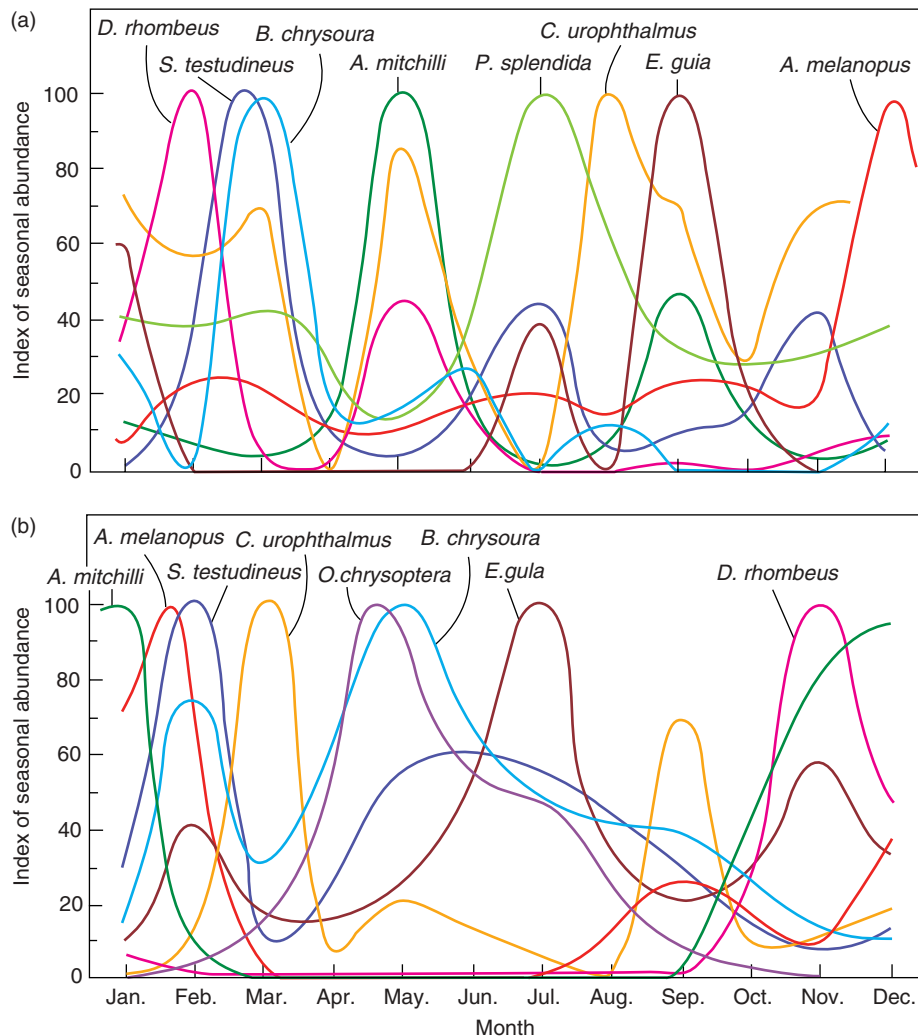 (a)
D. rhombeus
S. testudineus
B. chrysoura
A. mitchilli
P. splendida
C. urophthalmus
E. guia
A. melanopus
100
80
60
40
20
0
Index of seasonal abundance
Jan. Feb. Mar. Apr. May. Jun. Jul. Aug. Sep. Oct. Nov. Dec.
(b)
A. mitchilli
A. melanopus
S. testudineus
C. urophthalmus
O.chrysoptera
B. chrysoura
E.gula
D. rhombeus
100
80
60
40
20
0
Index of seasonal abundance
Month